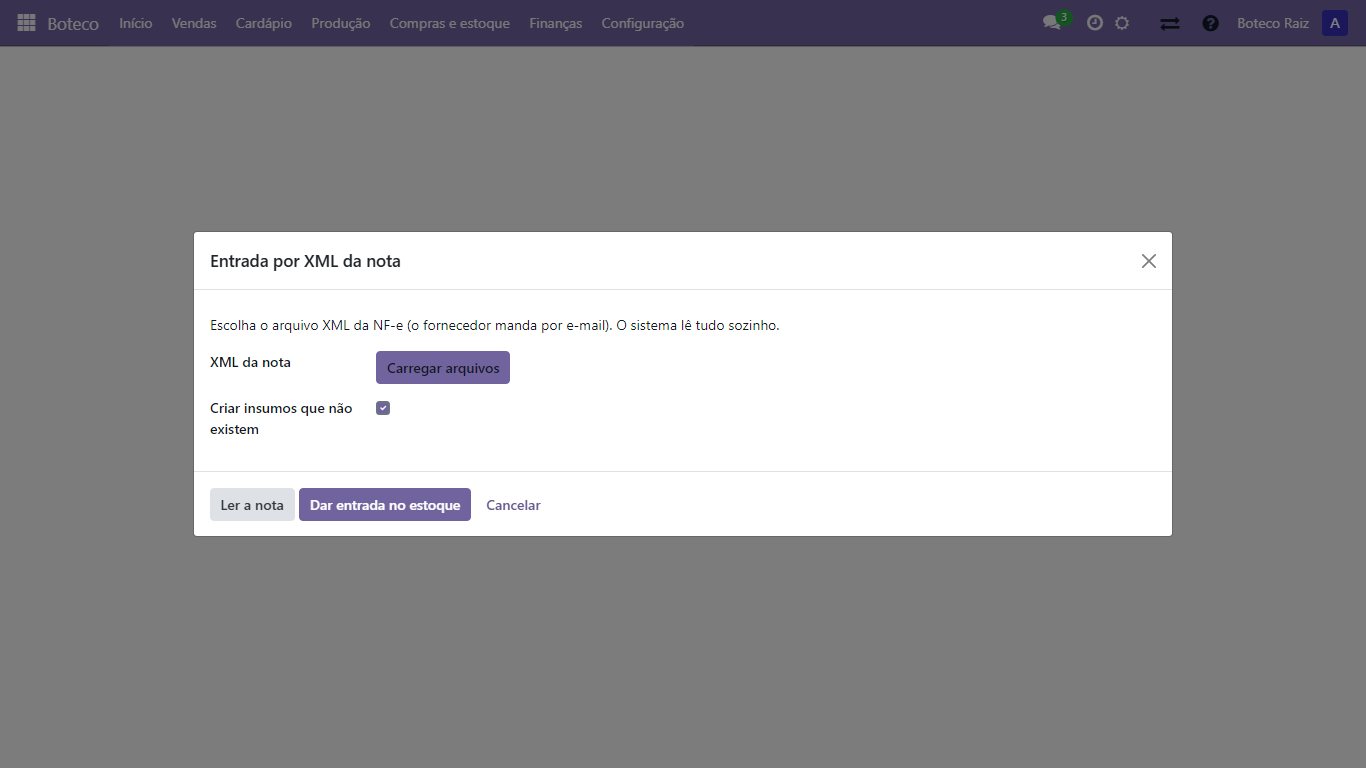 Boteco Início Vendas Cardápio Produção Compras e estoque Finanças Configuração 3 Boteco Raiz A
Entrada por XML da nota
Escolha o arquivo XML da NF-e (o fornecedor manda por e-mail). O sistema lê tudo sozinho.
XML da nota Carregar arquivos
Criar insumos que não
existem
Ler a nota Dar entrada no estoque Cancelar